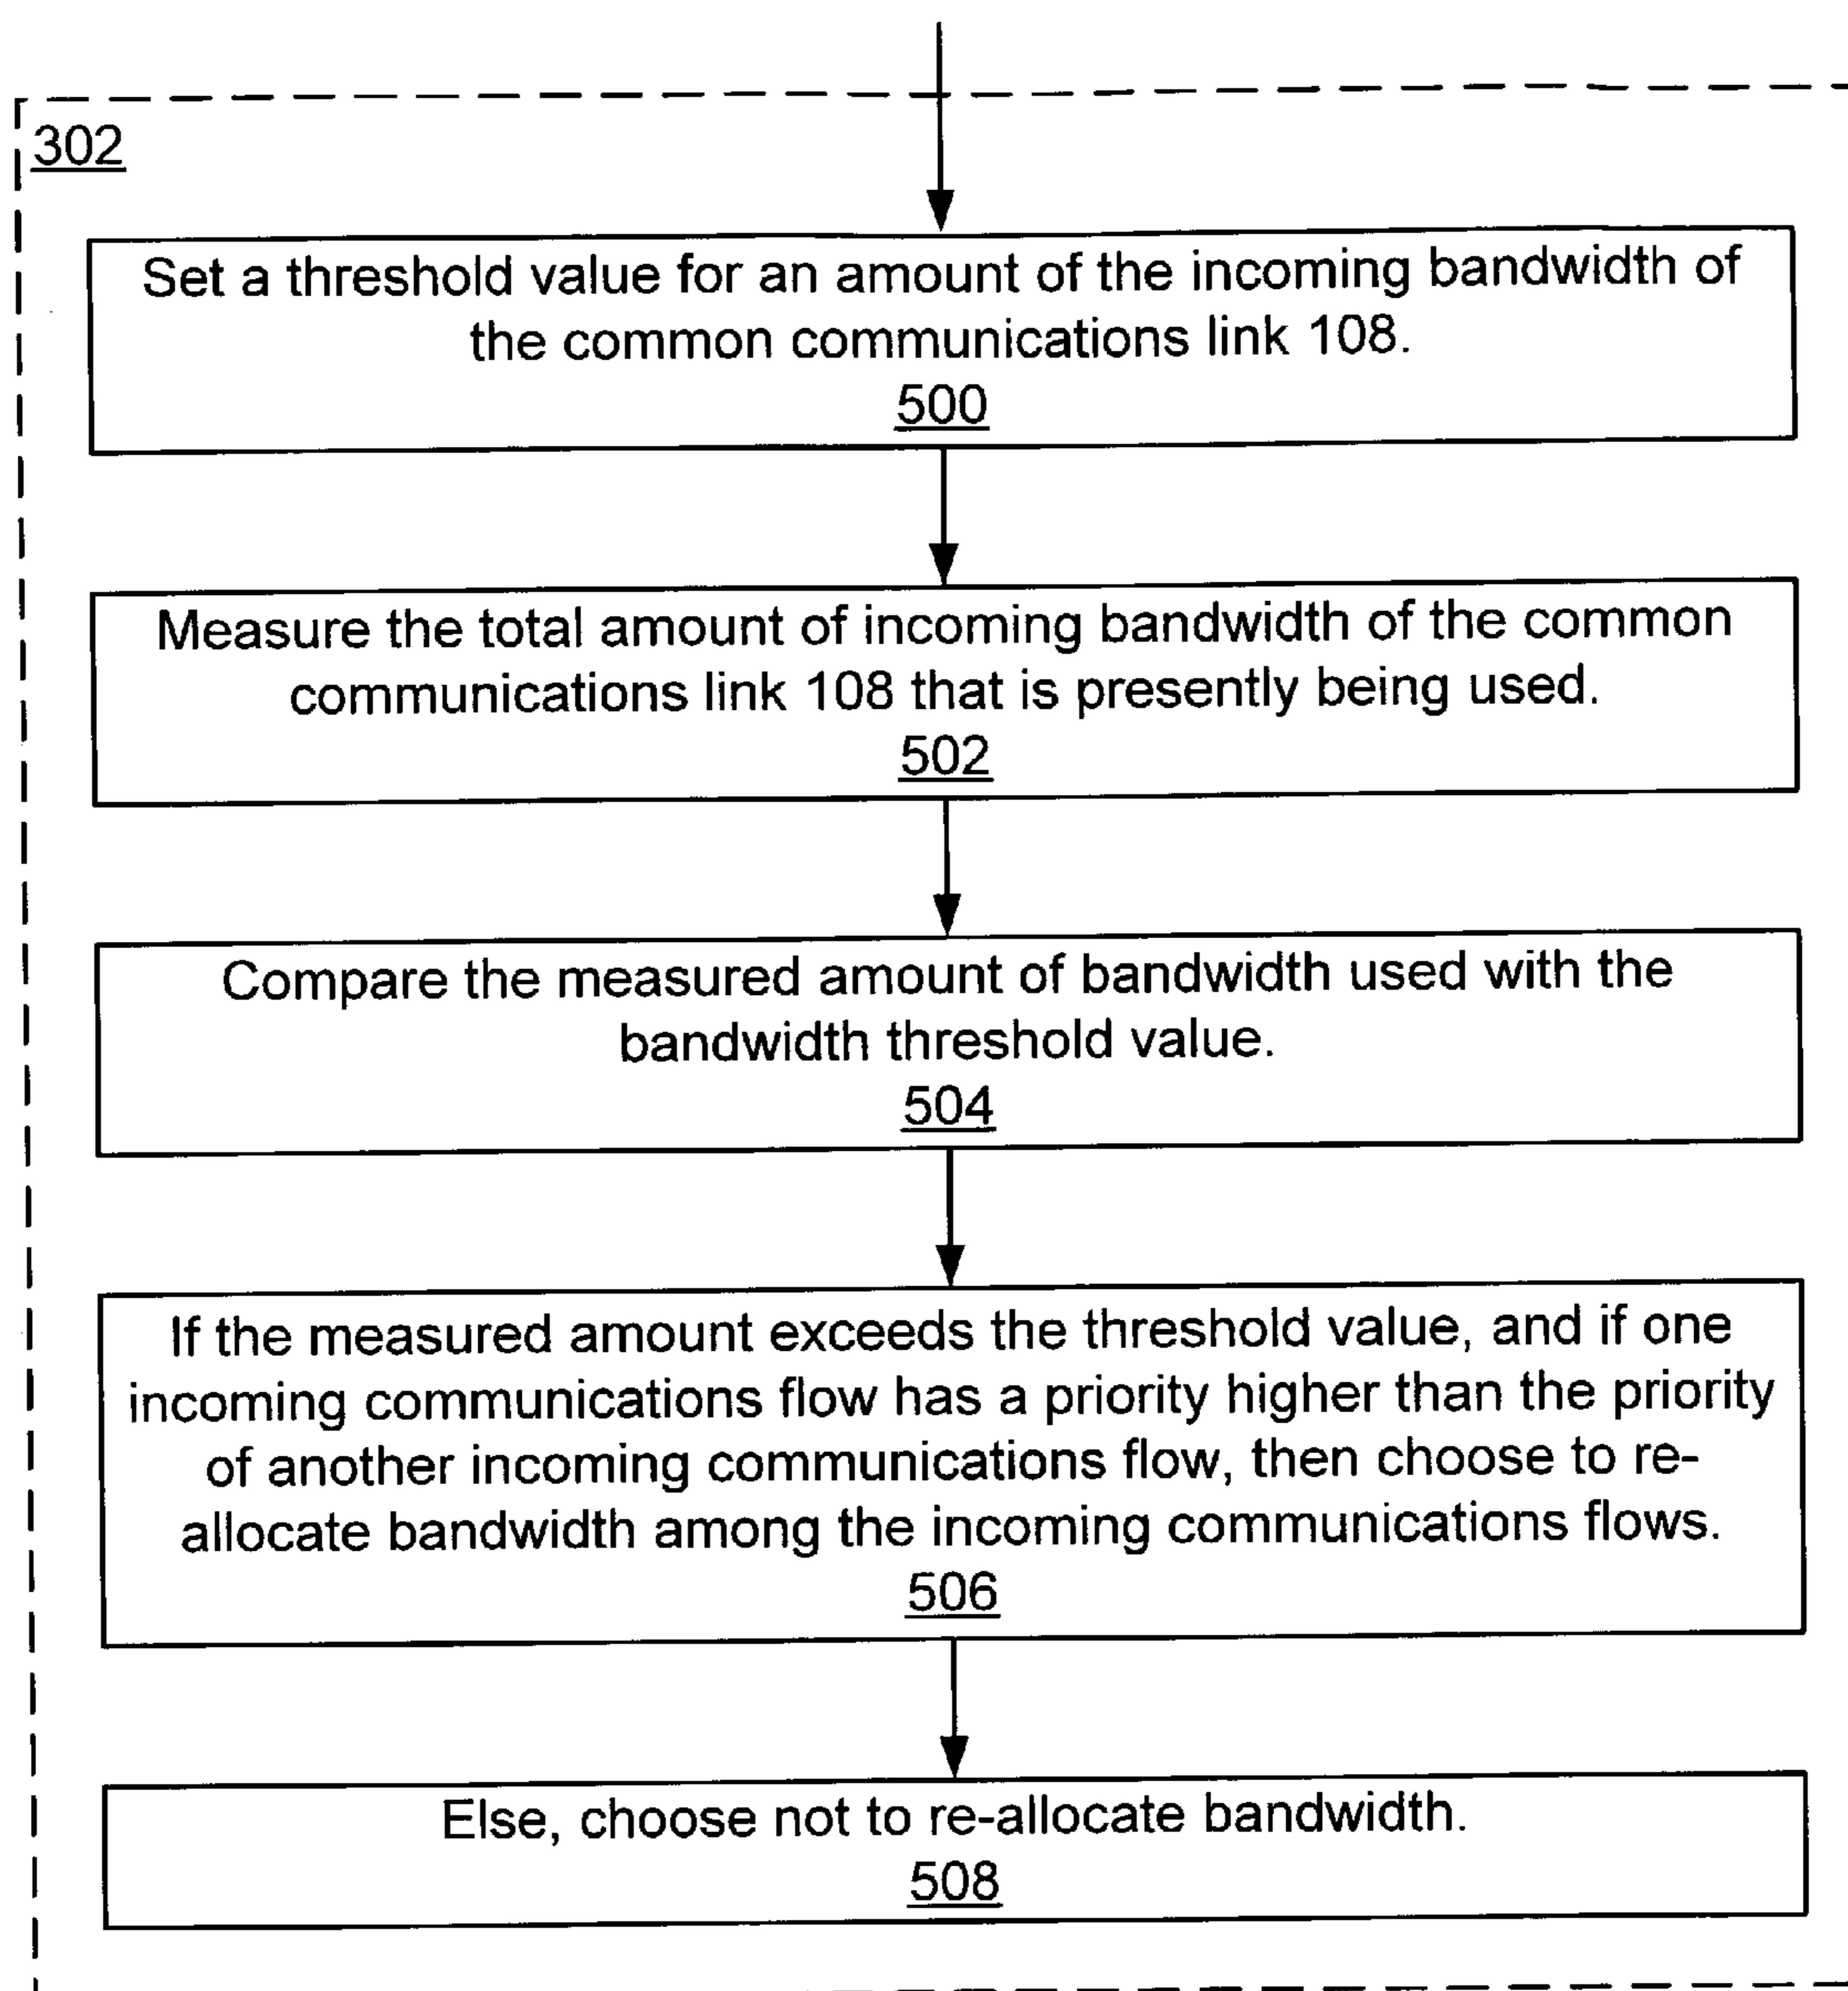 302
Set a threshold value for an amount of the incoming bandwidth of
the common communications link 108.
500
Measure the total amount of incoming bandwidth of the common
communications link 108 that is presently being used.
502
Compare the measured amount of bandwidth used with the
bandwidth threshold value.
504
If the measured amount exceeds the threshold value, and if one
incoming communications flow has a priority higher than the priority
of another incoming communications flow, then choose to re-
allocate bandwidth among the incoming communications flows.
506
Else, choose not to re-allocate bandwidth.
508